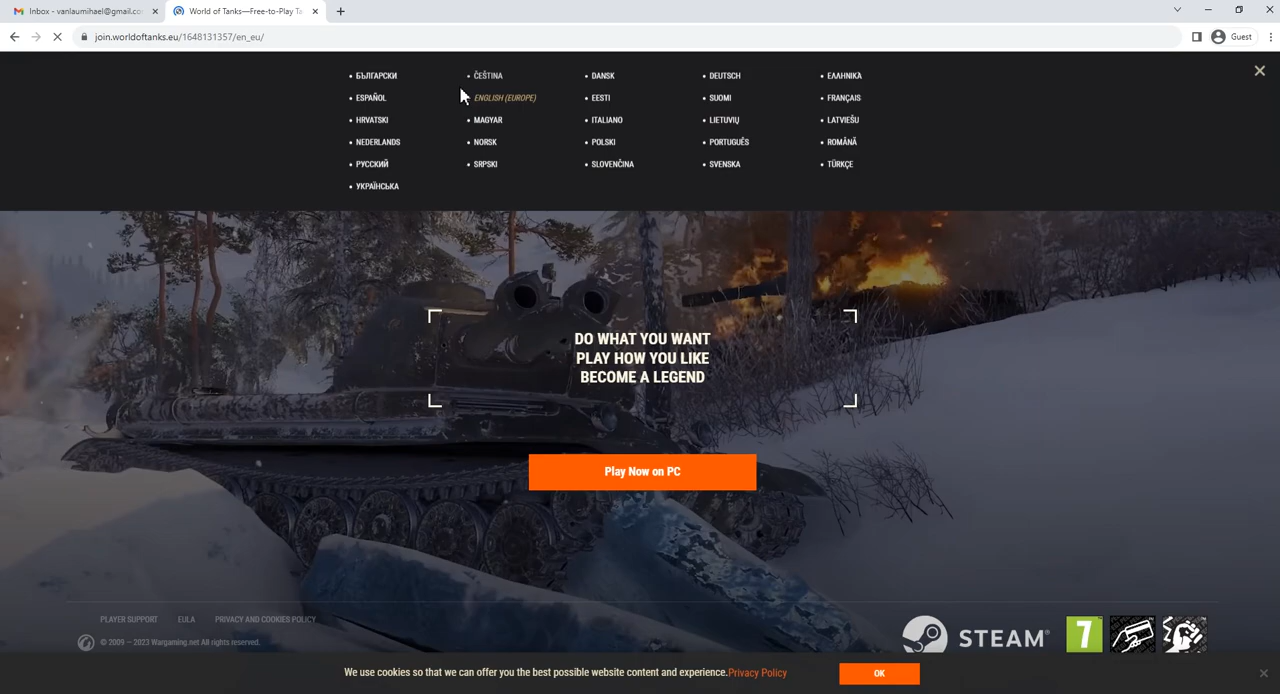 Inbox - vanlaumihael@gmail.co
World of Tanks—Free-to-Play Ta
join.worldoftanks.eu/1648131357/en_eu/
Guest
БЪЛГАРСКИ
ČEŠTINA
DANSK
DEUTSCH
ΕΛΛΗΝΙΚΆ
ESPAÑOL
ENGLISH (EUROPE)
EESTI
SUOMI
FRANÇAIS
HRVATSKI
MAGYAR
ITALIANO
LIETUVIŲ
LATVIEŠU
NEDERLANDS
NORSK
POLSKI
PORTUGUÊS
ROMÂNĂ
РУССКИЙ
SRPSKI
SLOVENČINA
SVENSKA
TÜRKÇE
УКРАЇНСЬКА
DO WHAT YOU WANT
PLAY HOW YOU LIKE
BECOME A LEGEND
Play Now on PC
PLAYER SUPPORT EULA PRIVACY AND COOKIES POLICY
© 2009 – 2023 Wargaming.net All rights reserved.
STEAM®
7
We use cookies so that we can offer you the best possible website content and experience.Privacy Policy
OK